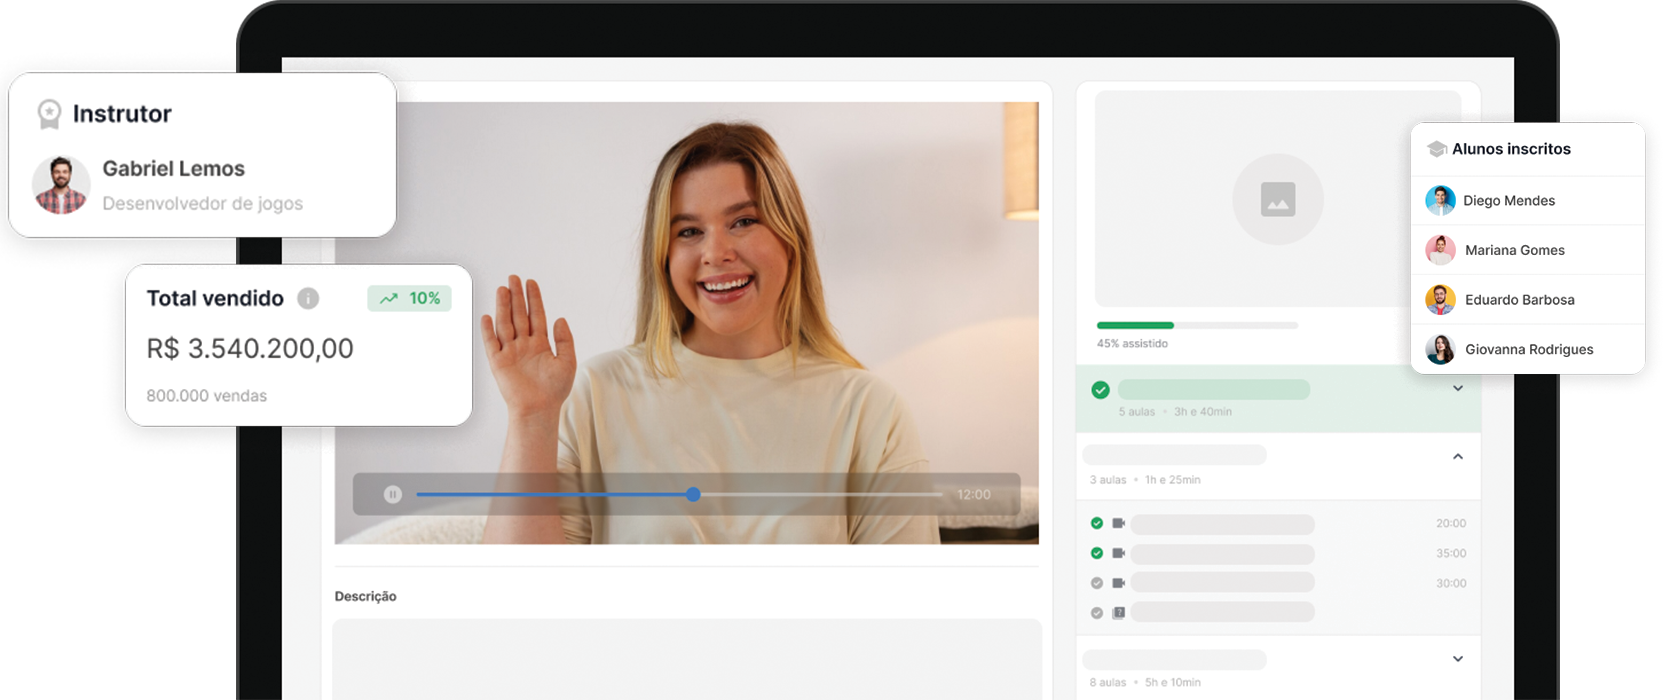 Instrutor
Gabriel Lemos
Desenvolvedor de jogos
Total vendido
10%
R$ 3.540.200,00
800.000 vendas
12:00
Descrição
45% assistido
5 aulas • 3h e 40min
3 aulas • 1h e 25min
20:00
35:00
30:00
8 aulas • 5h e 10min
Alunos inscritos
Diego Mendes
Mariana Gomes
Eduardo Barbosa
Giovanna Rodrigues